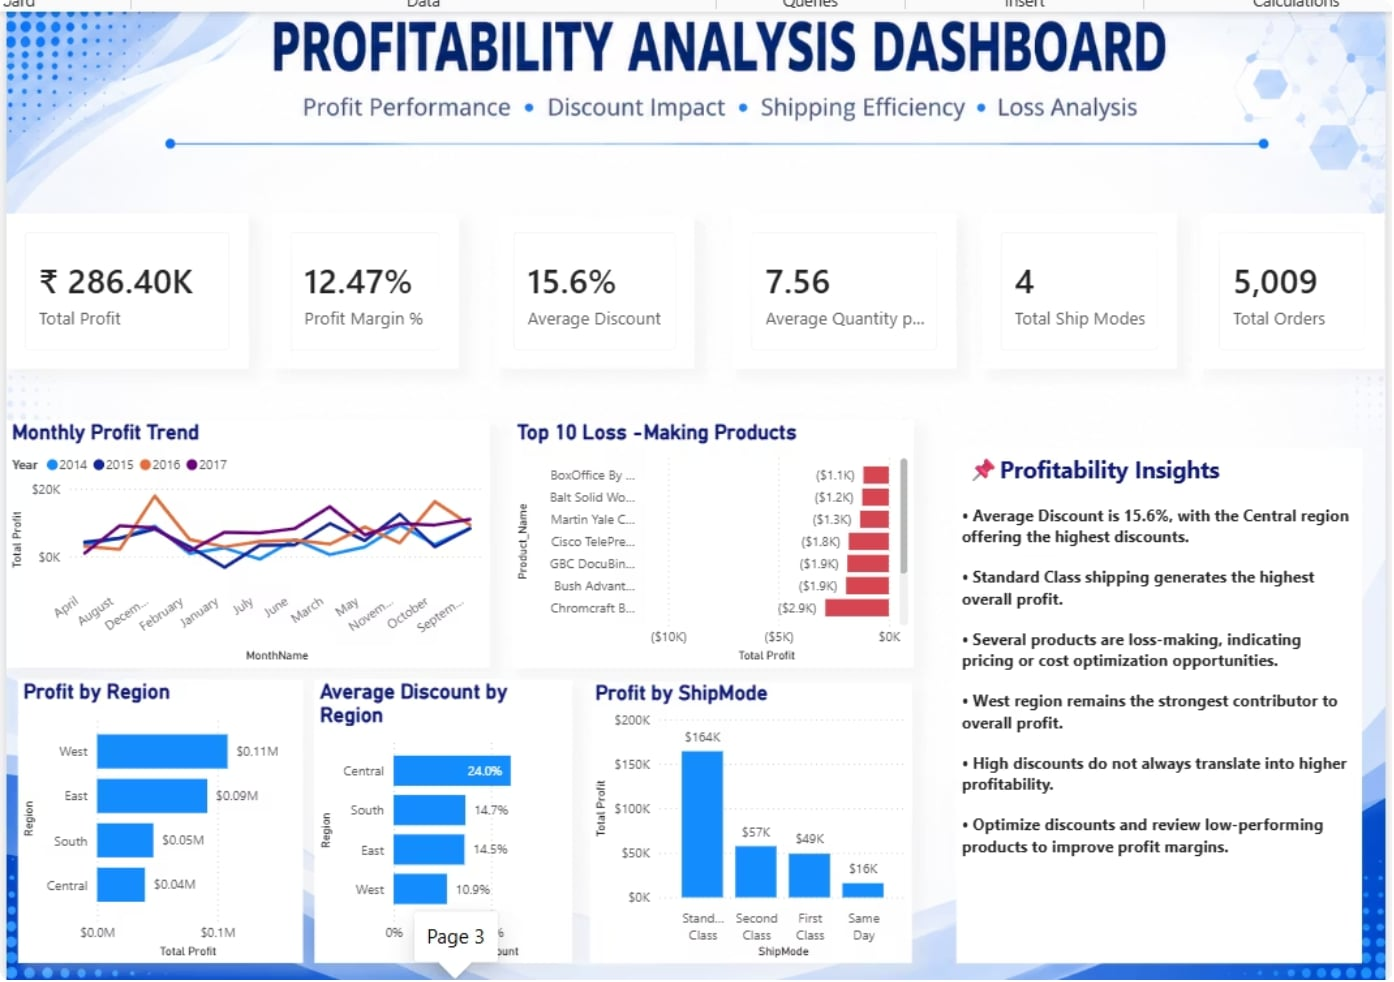 Data
Queries
Insert
Calculations
PROFITABILITY ANALYSIS DASHBOARD
Profit Performance • Discount Impact • Shipping Efficiency • Loss Analysis
₹ 286.40K
Total Profit
12.47%
Profit Margin %
15.6%
Average Discount
7.56
Average Quantity p...
4
Total Ship Modes
5,009
Total Orders
Monthly Profit Trend
Year 2014 2015 2016 2017
$20K
$0K
Total Profit
April
August
Decem...
February
January
July
June
March
May
Novem...
October
Septem...
MonthName
Top 10 Loss -Making Products
Product_Name
BoxOffice By ... ($1.1K)
Balt Solid Wo... ($1.2K)
Martin Yale C... ($1.3K)
Cisco TelePre... ($1.8K)
GBC DocuBin... ($1.9K)
Bush Advant... ($1.9K)
Chromcraft B... ($2.9K)
($10K) ($5K) $0K
Total Profit
Profit by Region
Region
West $0.11M
East $0.09M
South $0.05M
Central $0.04M
$0.0M $0.1M
Total Profit
Average Discount by
Region
Region
Central 24.0%
South 14.7%
East 14.5%
West 10.9%
0%
Page 3
Profit by ShipMode
Total Profit
$200K
$150K
$100K
$50K
$0K
$164K
$57K
$49K
$16K
Stand... Second First Same
Class Class Class Day
ShipMode
📌 Profitability Insights
• Average Discount is 15.6%, with the Central region
offering the highest discounts.
• Standard Class shipping generates the highest
overall profit.
• Several products are loss-making, indicating
pricing or cost optimization opportunities.
• West region remains the strongest contributor to
overall profit.
• High discounts do not always translate into higher
profitability.
• Optimize discounts and review low-performing
products to improve profit margins.